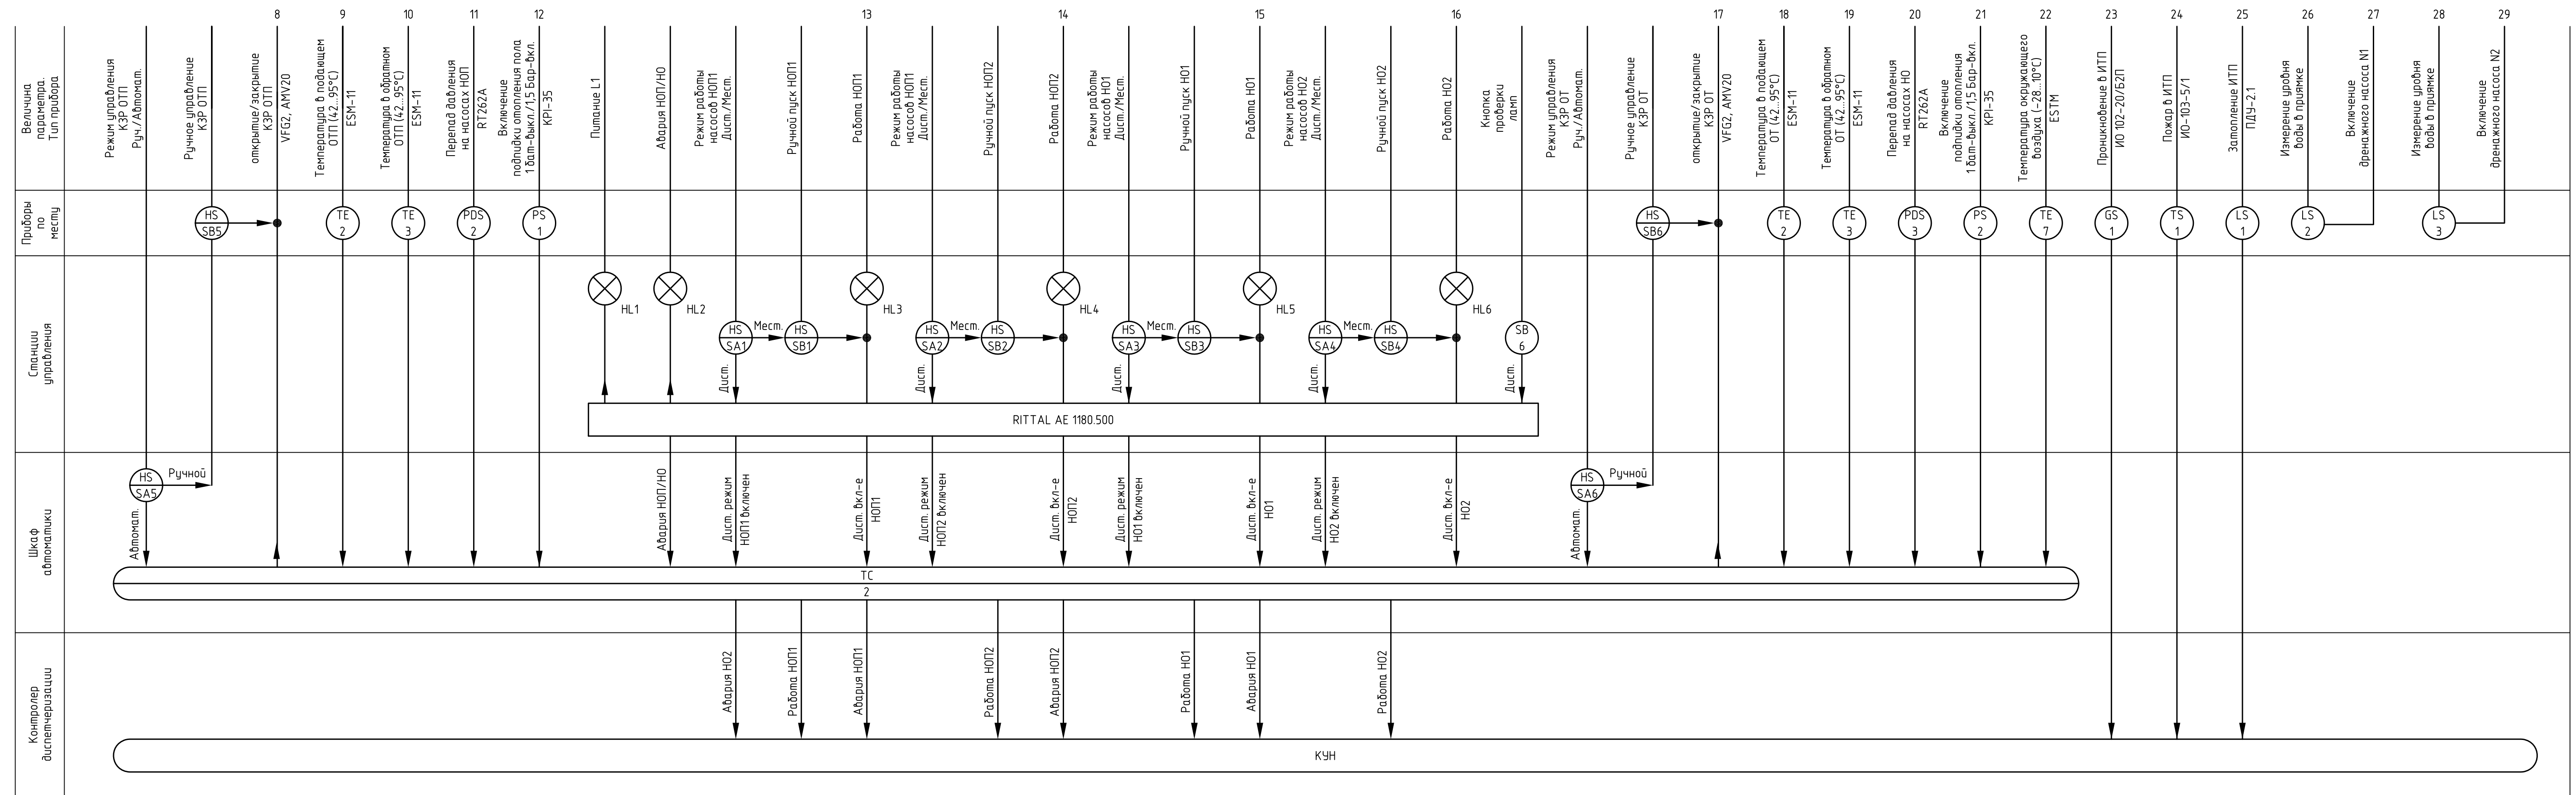 8
9
10
11
12
13
14
15
16
17
18
19
20
21
22
23
24
25
26
27
28
29
Величина
параметра.
Тип прибора
Режим управления
КЗР ОТП
Руч./Автомат.
Ручное управление
КЗР ОТП
открытие/закрытие
КЗР ОТП
VFG2, AMV20
Температура в подающем
ОТП (42...95°С)
ESM-11
Температура в обратном
ОТП (42...95°С)
ESM-11
Перепад давления
на насосах НОП
RT262A
Включение
подпидки отопления пола
1 бат-выкл./1,5 Бар-вкл.
KPI-35
Питание L1
Авария НОП/НО
Режим работы
насосов НОП1
Дист./Мест.
Ручной пуск НОП1
Работа НОП1
Режим работы
насосов НОП1
Дист./Мест.
Ручной пуск НОП2
Работа НОП2
Режим работы
насосов НО1
Дист./Мест.
Ручной пуск НО1
Работа НО1
Режим работы
насосов НО2
Дист./Мест.
Ручной пуск НО2
Работа НО2
Кнопка
проверки
ламп
Режим управления
КЗР ОТ
Руч./Автомат.
Ручное управление
КЗР ОТ
открытие/закрытие
КЗР ОТ
VFG2, AMV20
Температура в подающем
ОТ (42...95°С)
ESM-11
Температура в обратном
ОТ (42...95°С)
ESM-11
Перепад давления
на насосах НО
RT262A
Включение
подпидки отопления
1 бат-выкл./1,5 Бар-вкл.
KPI-35
Температура окружающего
воздуха (-28...10°С)
ESTM
Проникновение в ИТП
ИО 102-20/Б2П
Пожар в ИТП
ИО-103-5/1
Затопление ИТП
ПДУ-2.1
Измерение уровня
воды в приямке
Включение
дренажного насоса N1
Измерение уровня
воды в приямке
Включение
дренажного насоса N2
Приборы
по
месту
HS
SB5
TE
2
TE
3
PDS
2
PS
1
HS
SB6
TE
2
TE
3
PDS
3
PS
2
TE
7
GS
1
TS
1
LS
1
LS
2
LS
3
Станции
управления
HL1
HL2
HL3
HL4
HL5
HL6
HS
SA1
Мест.
HS
SB1
HS
SA2
Мест.
HS
SB2
HS
SA3
Мест.
HS
SB3
HS
SA4
Мест.
HS
SB4
SB
6
Дист.
Дист.
Дист.
Дист.
Дист.
RITTAL AE 1180.500
Шкаф
автоматики
HS
SA5
Ручной
Автомат.
Авария НОП/НО
Дист. режим
НОП1 включен
Дист. вкл-е
НОП1
Дист. режим
НОП2 включен
Дист. вкл-е
НОП2
Дист. режим
НО1 включен
Дист. вкл-е
НО1
Дист. режим
НО2 включен
Дист. вкл-е
НО2
HS
SA6
Ручной
Автомат.
TC
2
Контролер
диспетчеризации
Авария НО2
Работа НОП1
Авария НОП1
Работа НОП2
Авария НОП2
Работа НО1
Авария НО1
Работа НО2
КУН